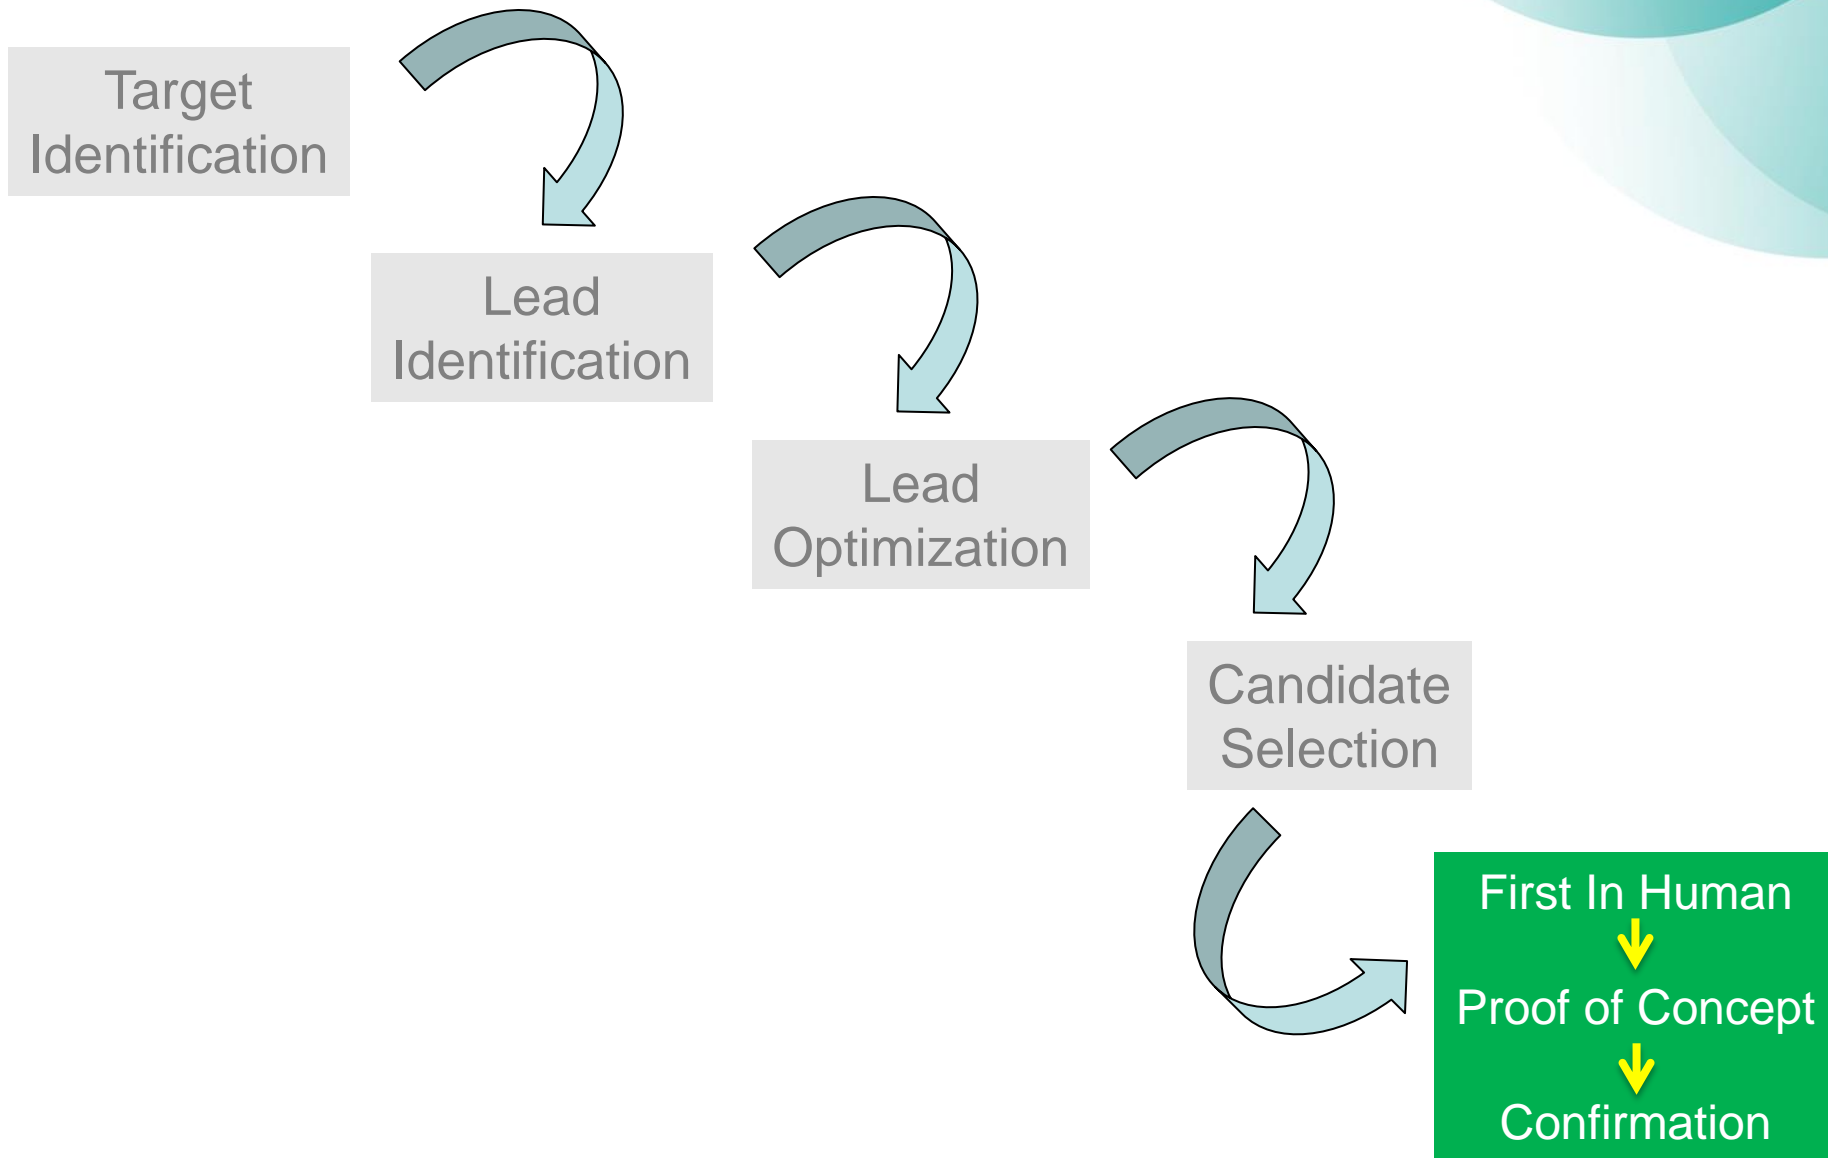 Target
Identification
Lead
Identification
Lead
Optimization
Candidate
Selection
First In Human
Proof of Concept
Confirmation